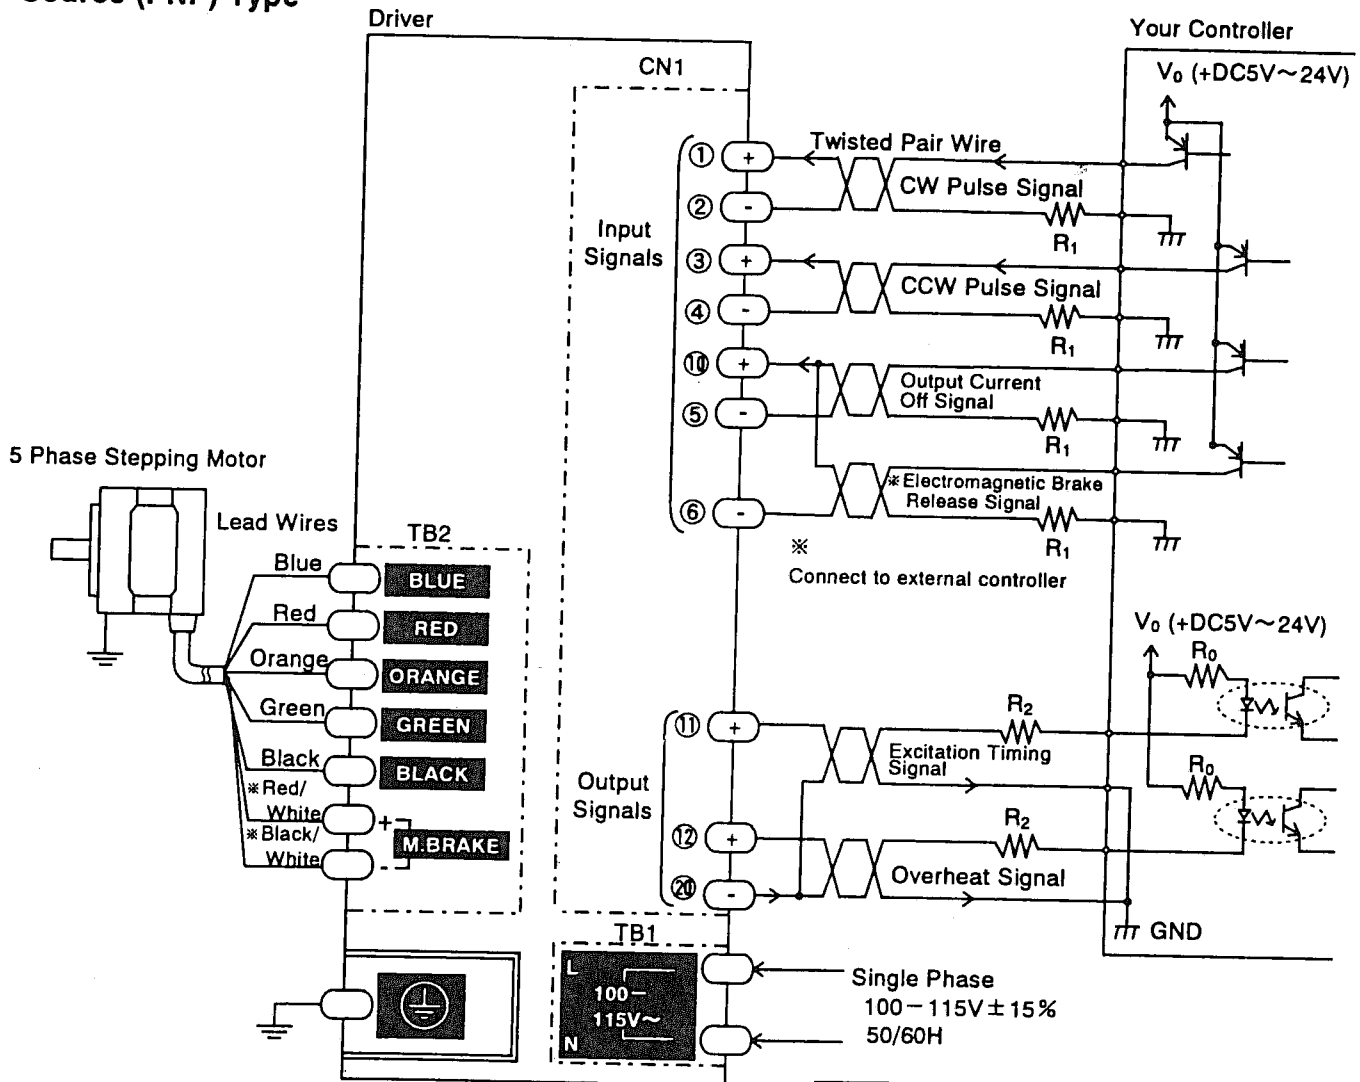 Source (PNP) Type
Driver
Your Controller
CN1
V₀ (+DC5V～24V)
① +
Twisted Pair Wire
CW Pulse Signal
② -
R₁
Input
Signals
③ +
CCW Pulse Signal
④ -
R₁
⑩ +
Output Current
Off Signal
⑤ -
R₁
※Electromagnetic Brake
Release Signal
⑥ -
R₁
※
Connect to external controller
5 Phase Stepping Motor
Lead Wires
TB2
Blue
BLUE
Red
RED
Orange
ORANGE
Green
GREEN
Black
BLACK
※Red/
White
+
※Black/
White
-
M.BRAKE
V₀ (+DC5V～24V)
R₀
⑪ +
R₂
Excitation Timing
Signal
R₀
Output
Signals
⑫ +
R₂
Overheat Signal
⑳ -
GND
TB1
L
100－
115V～
N
Single Phase
100－115V±15%
50/60H